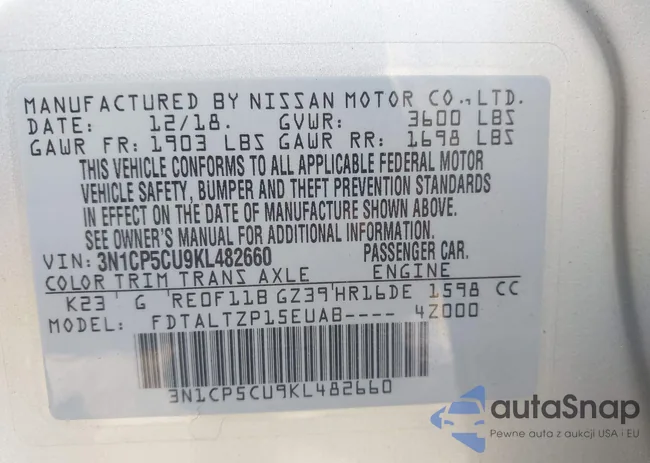 MANUFACTURED BY NISSAN MOTOR CO., LTD.
DATE: 12/18. GVWR: 3600 LBS
GAWR FR: 1903 LBS GAWR RR: 1698 LBS
THIS VEHICLE CONFORMS TO ALL APPLICABLE FEDERAL MOTOR
VEHICLE SAFETY, BUMPER AND THEFT PREVENTION STANDARDS
IN EFFECT ON THE DATE OF MANUFACTURE SHOWN ABOVE.
SEE OWNER'S MANUAL FOR ADDITIONAL INFORMATION.
VIN: 3N1CP5CU9KL482660 PASSENGER CAR.
COLOR TRIM TRANS AXLE ENGINE
K23 G RE0F11B GZ39 HR16DE 1598 CC
MODEL: FDTALTZP15EUAB---- 4Z000
3N1CP5CU9KL482660
autaSnap
Pewne auta z aukcji USA i EU